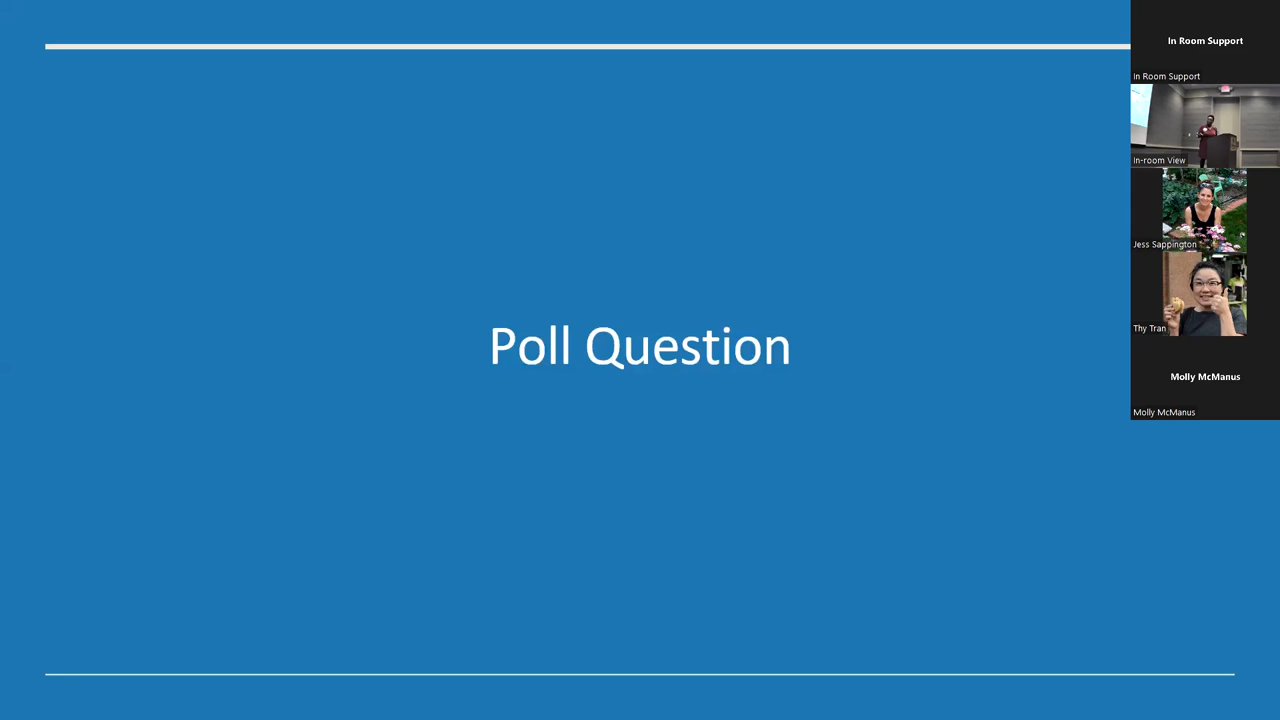 In Room Support
In Room Support
In-room View
Jess Sappington
Poll Question
Thy Tran
Molly McManus
Molly McManus